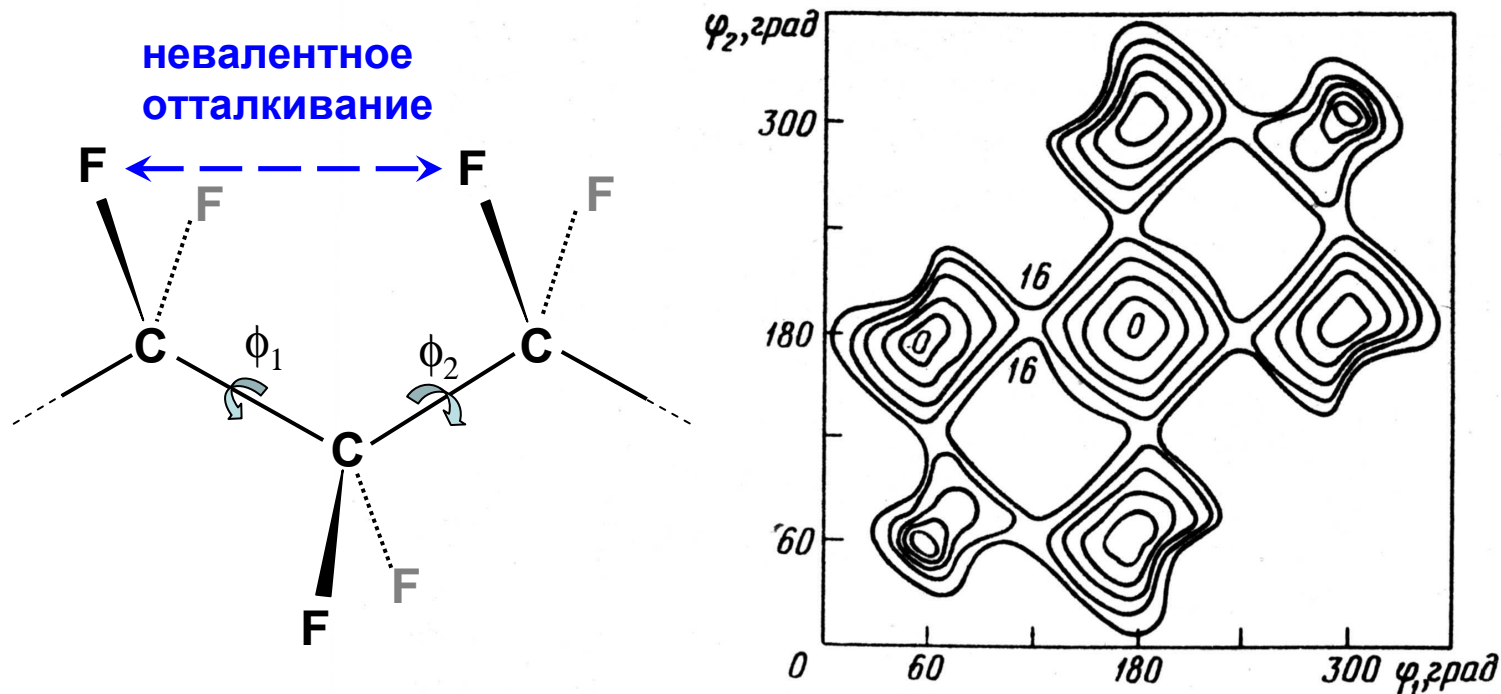 невалентное
отталкивание
F F
F F
C ϕ₁ ϕ₂ C
C
F
F
φ₂, град
300
180
60
0 60 180 300 φ₁, град
16
16
0 0